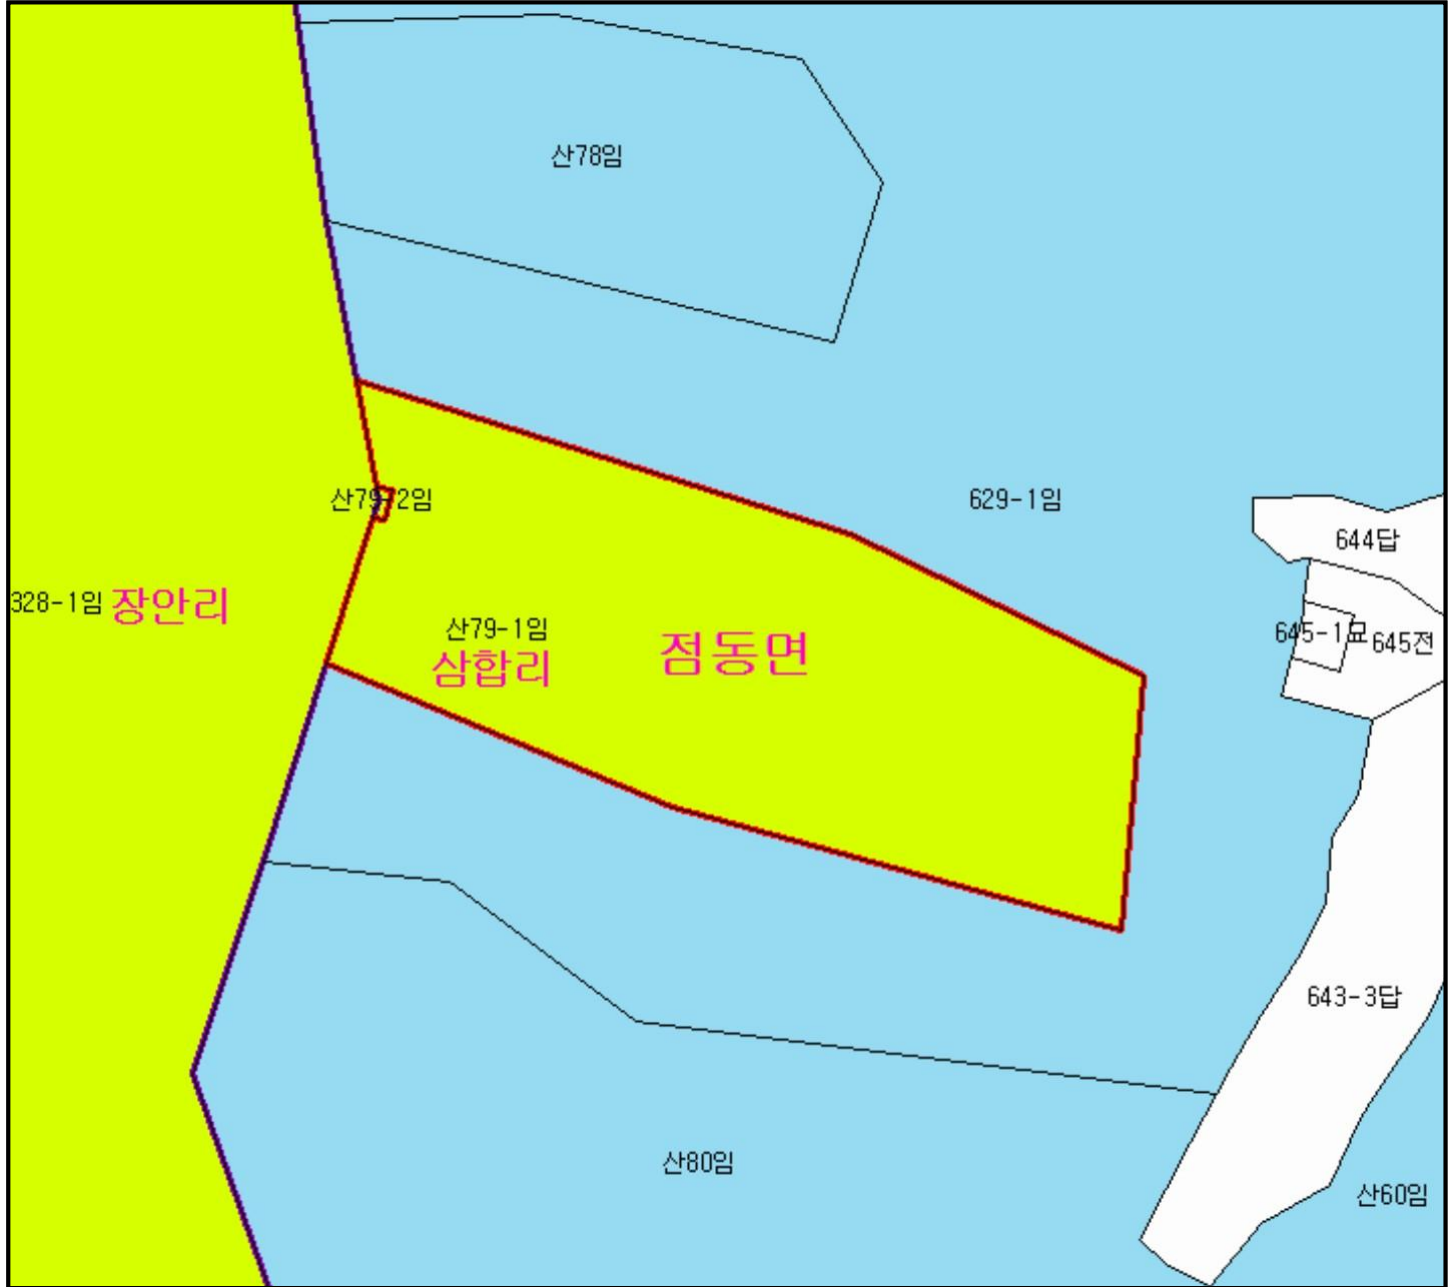 산78임
산79-2임
629-1임
644답
328-1임 장안리
산79-1임
645-1묘
645전
삼합리
점동면
643-3답
산80임
산60임